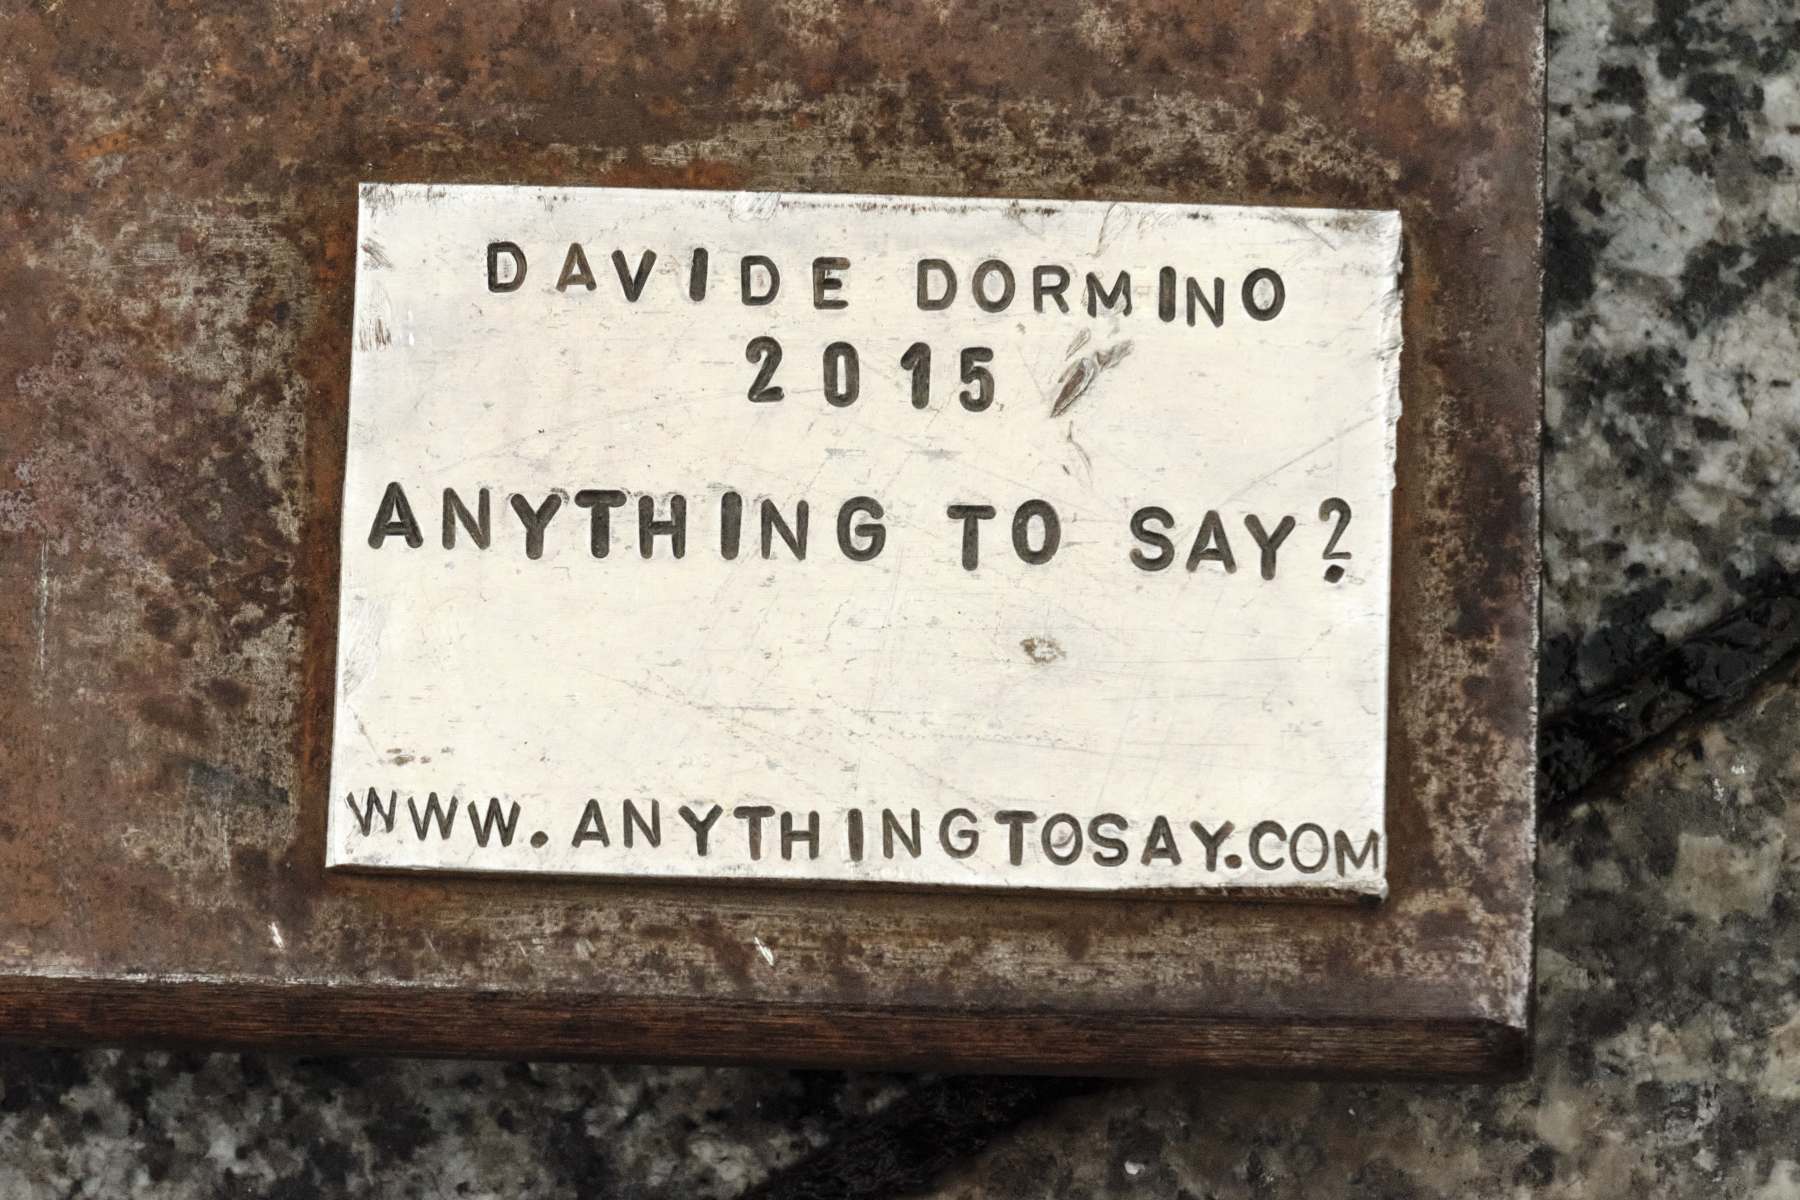 DAVIDE DORMINO
2015
ANYTHING TO SAY?
WWW.ANYTHINGTOSAY.COM